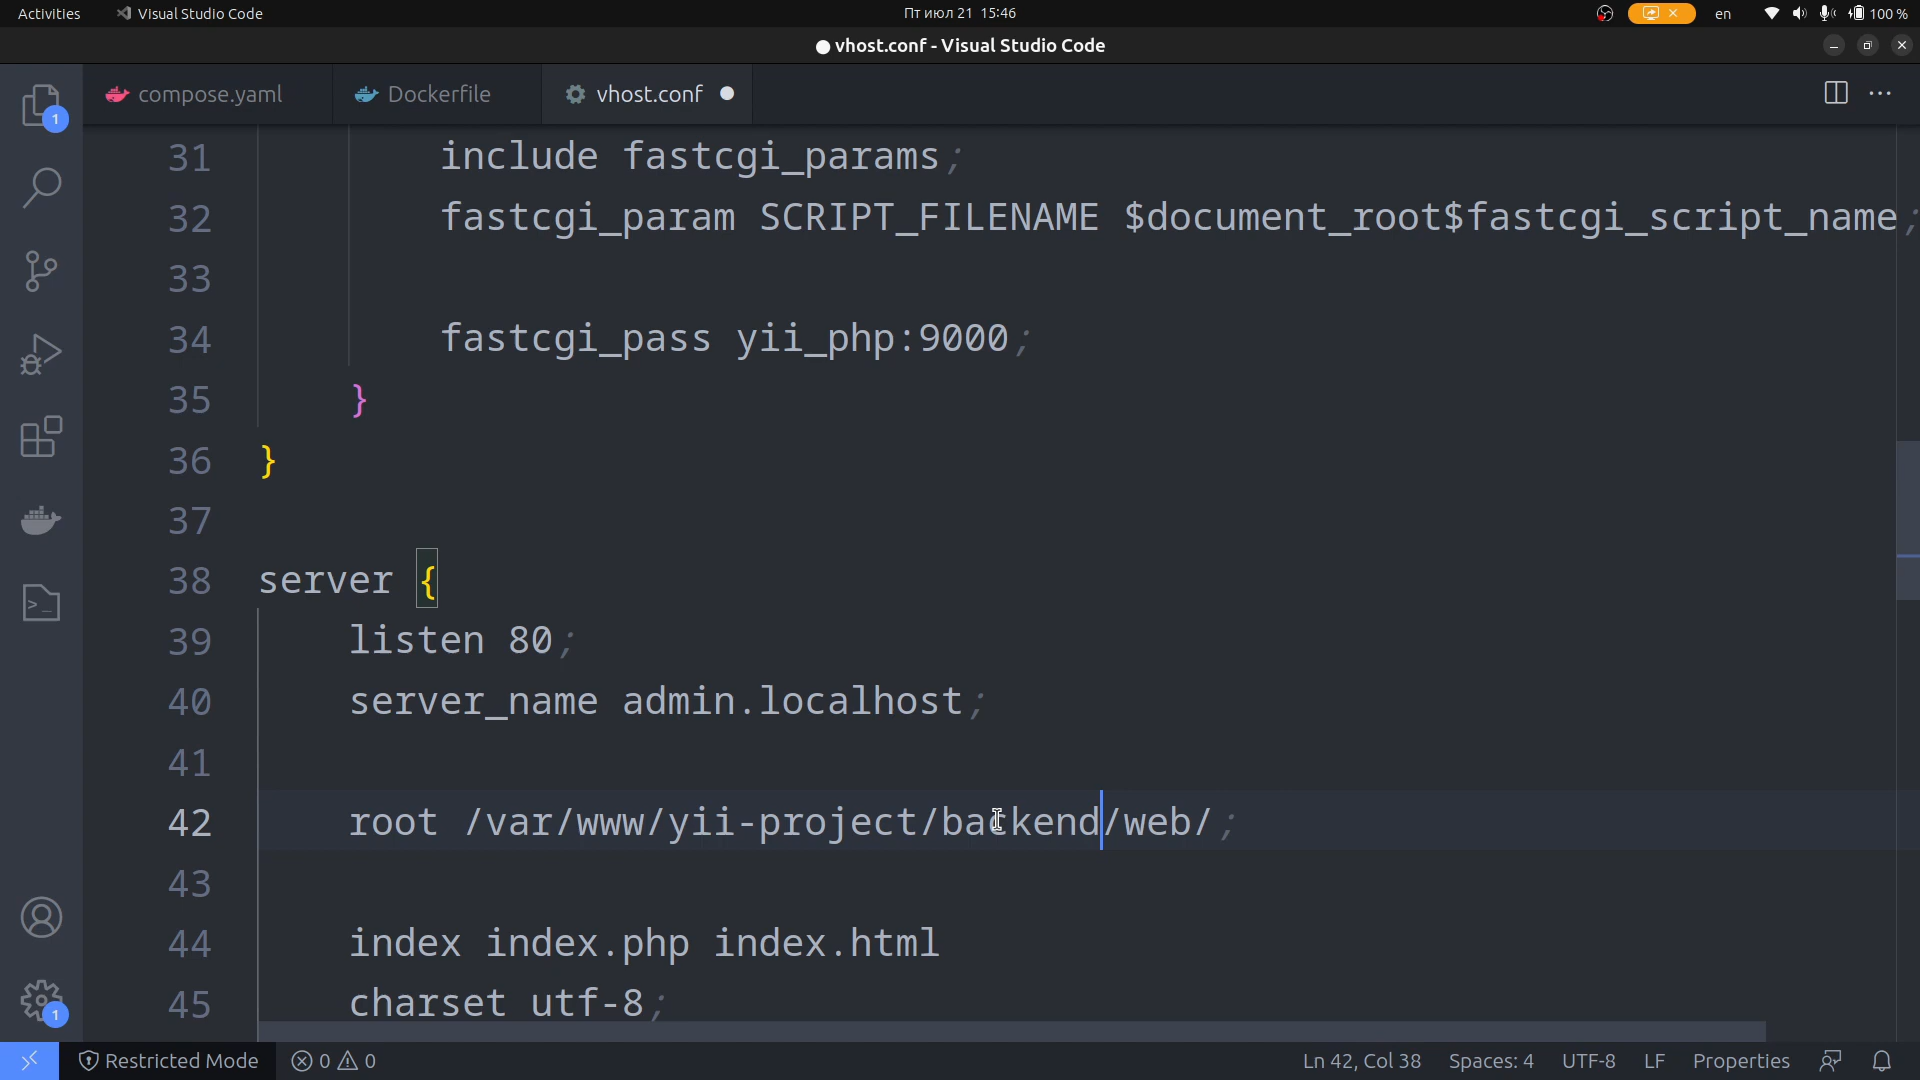 Activities Visual Studio Code Пт июл 21 15:46 en 100 %
vhost.conf - Visual Studio Code
compose.yaml Dockerfile vhost.conf
1
31 include fastcgi_params;
32 fastcgi_param SCRIPT_FILENAME $document_root$fastcgi_script_name;
33
34 fastcgi_pass yii_php:9000;
35 }
36 }
37
38 server {
39 listen 80;
40 server_name admin.localhost;
41
42 root /var/www/yii-project/backend/web/;
43
44 index index.php index.html
45 charset utf-8;
1
Restricted Mode 0 0 Ln 42, Col 38 Spaces: 4 UTF-8 LF Properties